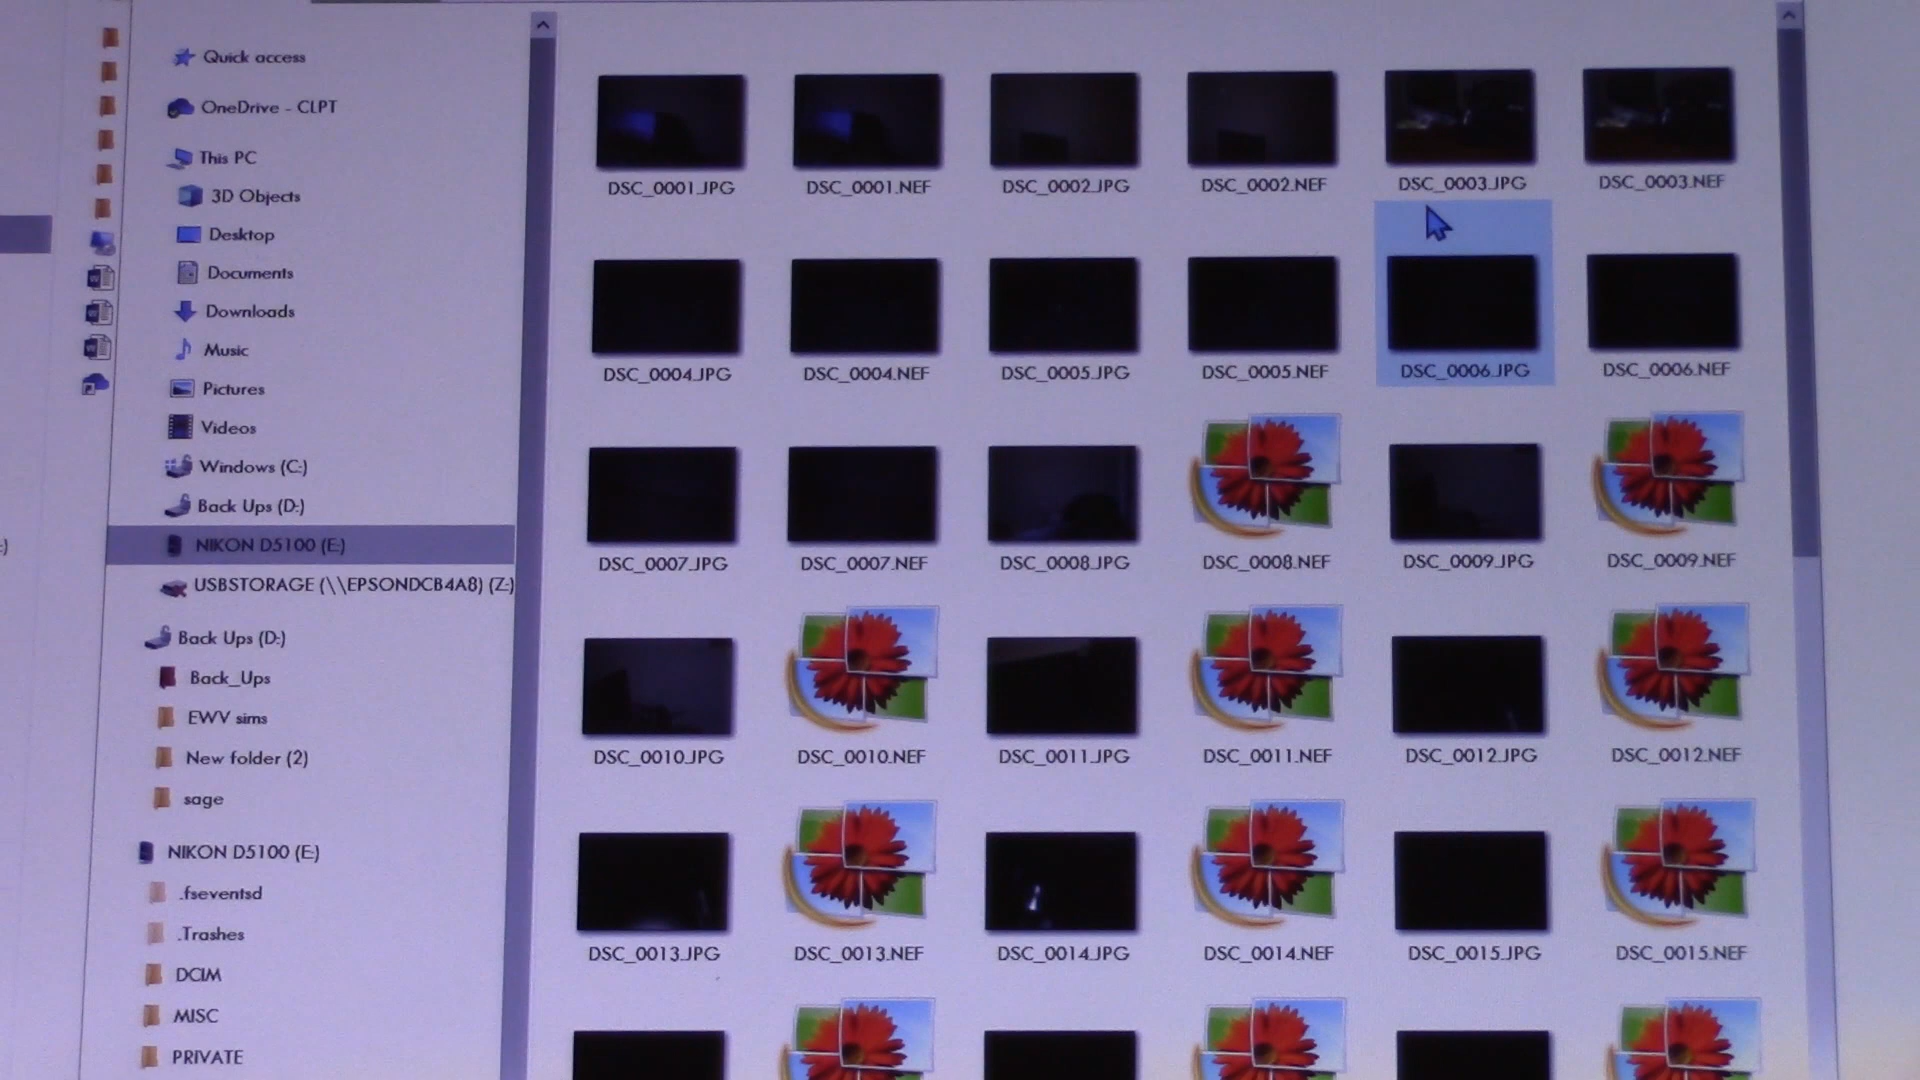 Quick access
OneDrive - CLPT
This PC
3D Objects
Desktop
Documents
Downloads
Music
Pictures
Videos
Windows (C:)
Back Ups (D:)
NIKON D5100 (E:)
USBSTORAGE (\\EPSONDCB4A8) (Z:)
Back Ups (D:)
Back_Ups
EWV sims
New folder (2)
sage
NIKON D5100 (E:)
.fseventsd
.Trashes
DCIM
MISC
PRIVATE
:)
DSC_0001.JPG DSC_0001.NEF DSC_0002.JPG DSC_0002.NEF DSC_0003.JPG DSC_0003.NEF
DSC_0004.JPG DSC_0004.NEF DSC_0005.JPG DSC_0005.NEF DSC_0006.JPG DSC_0006.NEF
DSC_0007.JPG DSC_0007.NEF DSC_0008.JPG DSC_0008.NEF DSC_0009.JPG DSC_0009.NEF
DSC_0010.JPG DSC_0010.NEF DSC_0011.JPG DSC_0011.NEF DSC_0012.JPG DSC_0012.NEF
DSC_0013.JPG DSC_0013.NEF DSC_0014.JPG DSC_0014.NEF DSC_0015.JPG DSC_0015.NEF